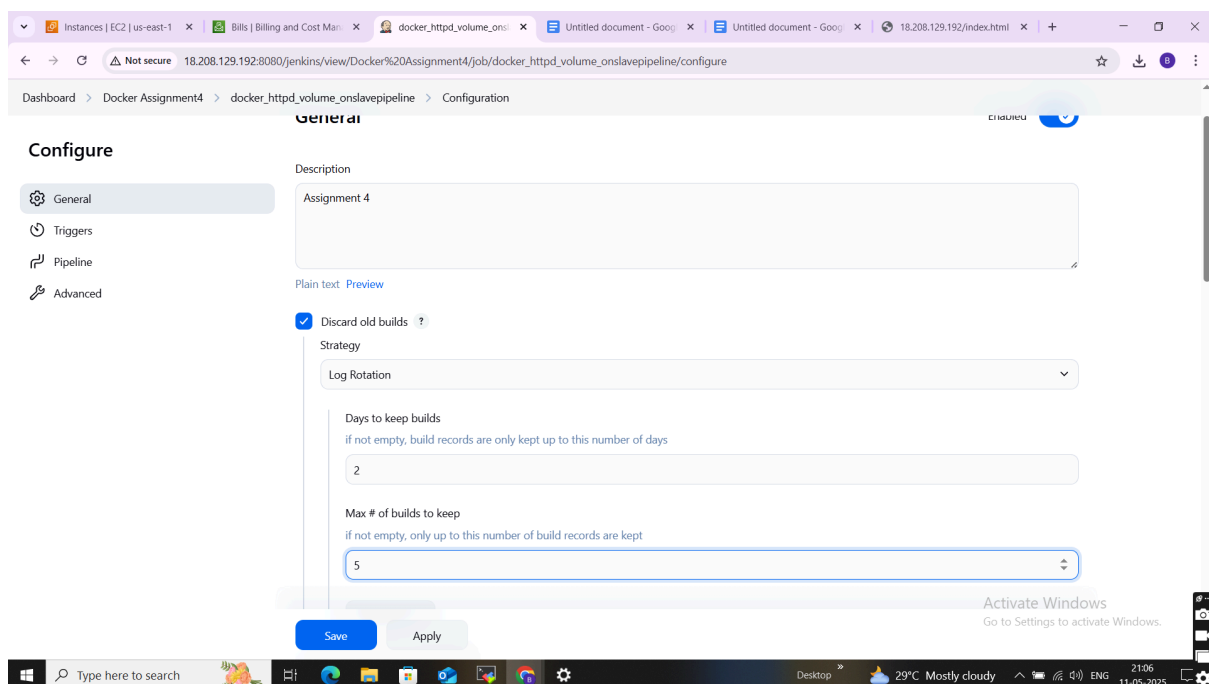 Instances | EC2 | us-east-1
Bills | Billing and Cost Man
docker_httpd_volume_onsl
Untitled document - Goog
Untitled document - Goog
18.208.129.192/index.html
Not secure 18.208.129.192:8080/jenkins/view/Docker%20Assignment4/job/docker_httpd_volume_onslavepipeline/configure
B
Dashboard > Docker Assignment4 > docker_httpd_volume_onslavepipeline > Configuration
General
Enabled
Configure
General
Triggers
Pipeline
Advanced
Description
Assignment 4
Plain text Preview
Discard old builds ?
Strategy
Log Rotation
Days to keep builds
if not empty, build records are only kept up to this number of days
2
Max # of builds to keep
if not empty, only up to this number of build records are kept
5
Save Apply
Activate Windows
Go to Settings to activate Windows.
Type here to search
Desktop
29°C Mostly cloudy
ENG
21:06
11-05-2025